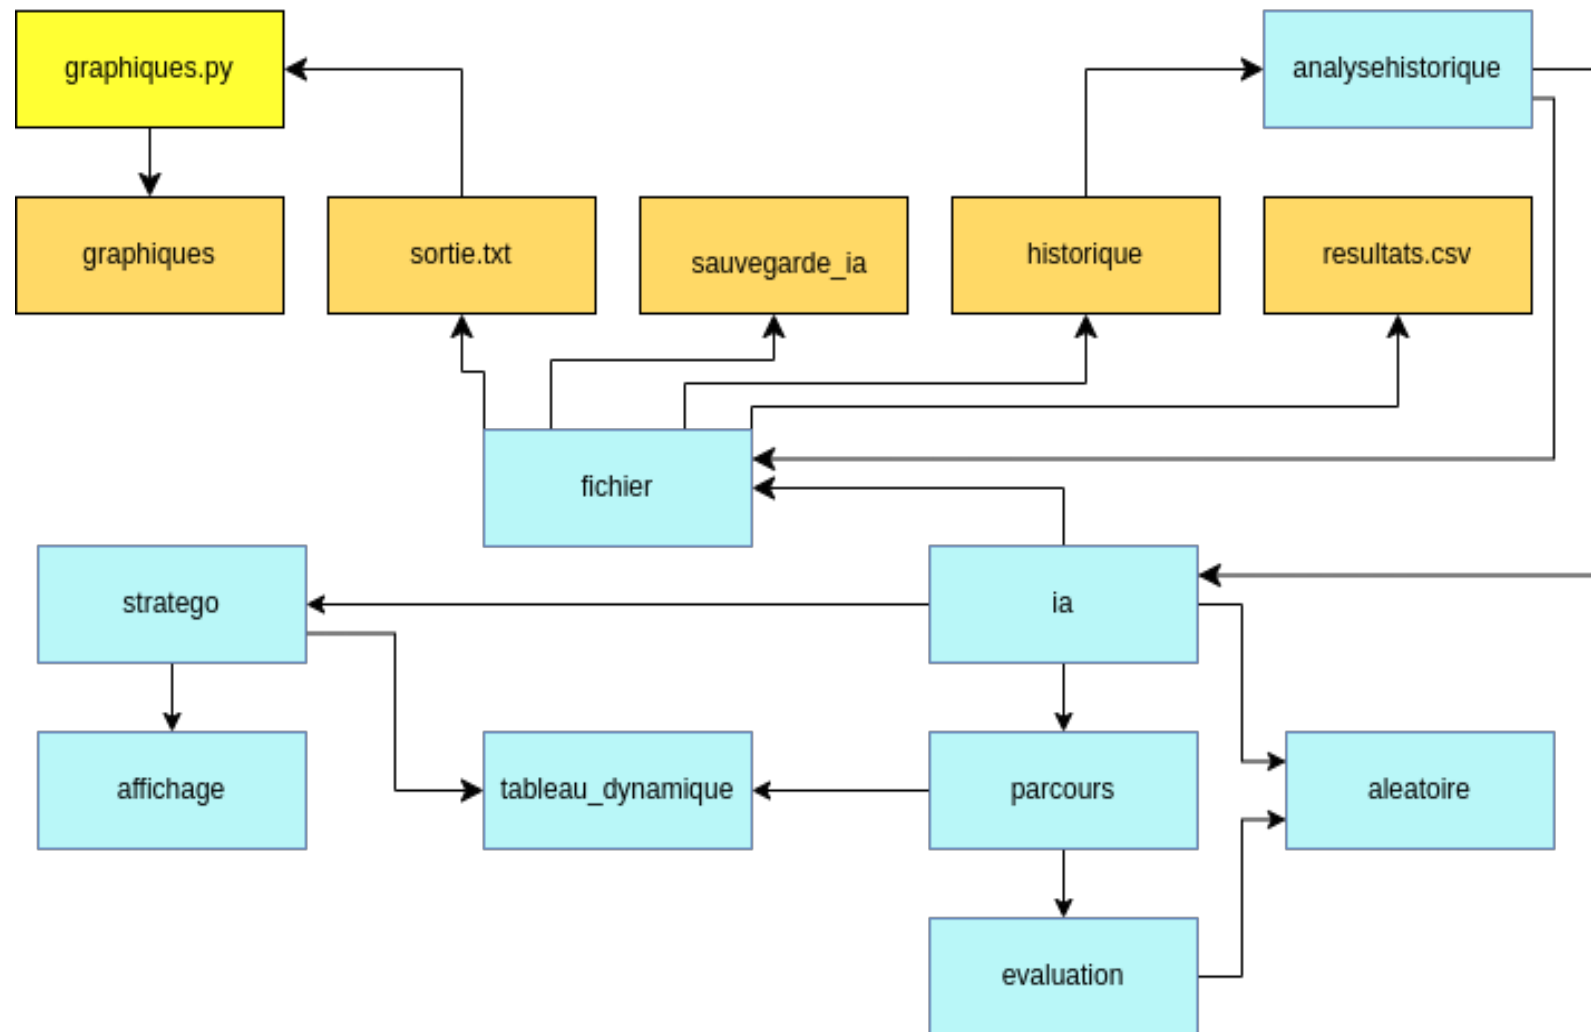 graphiques.py
analysehistorique
graphiques
sortie.txt
sauvegarde_ia
historique
resultats.csv
fichier
stratego
ia
affichage
tableau_dynamique
parcours
aleatoire
evaluation